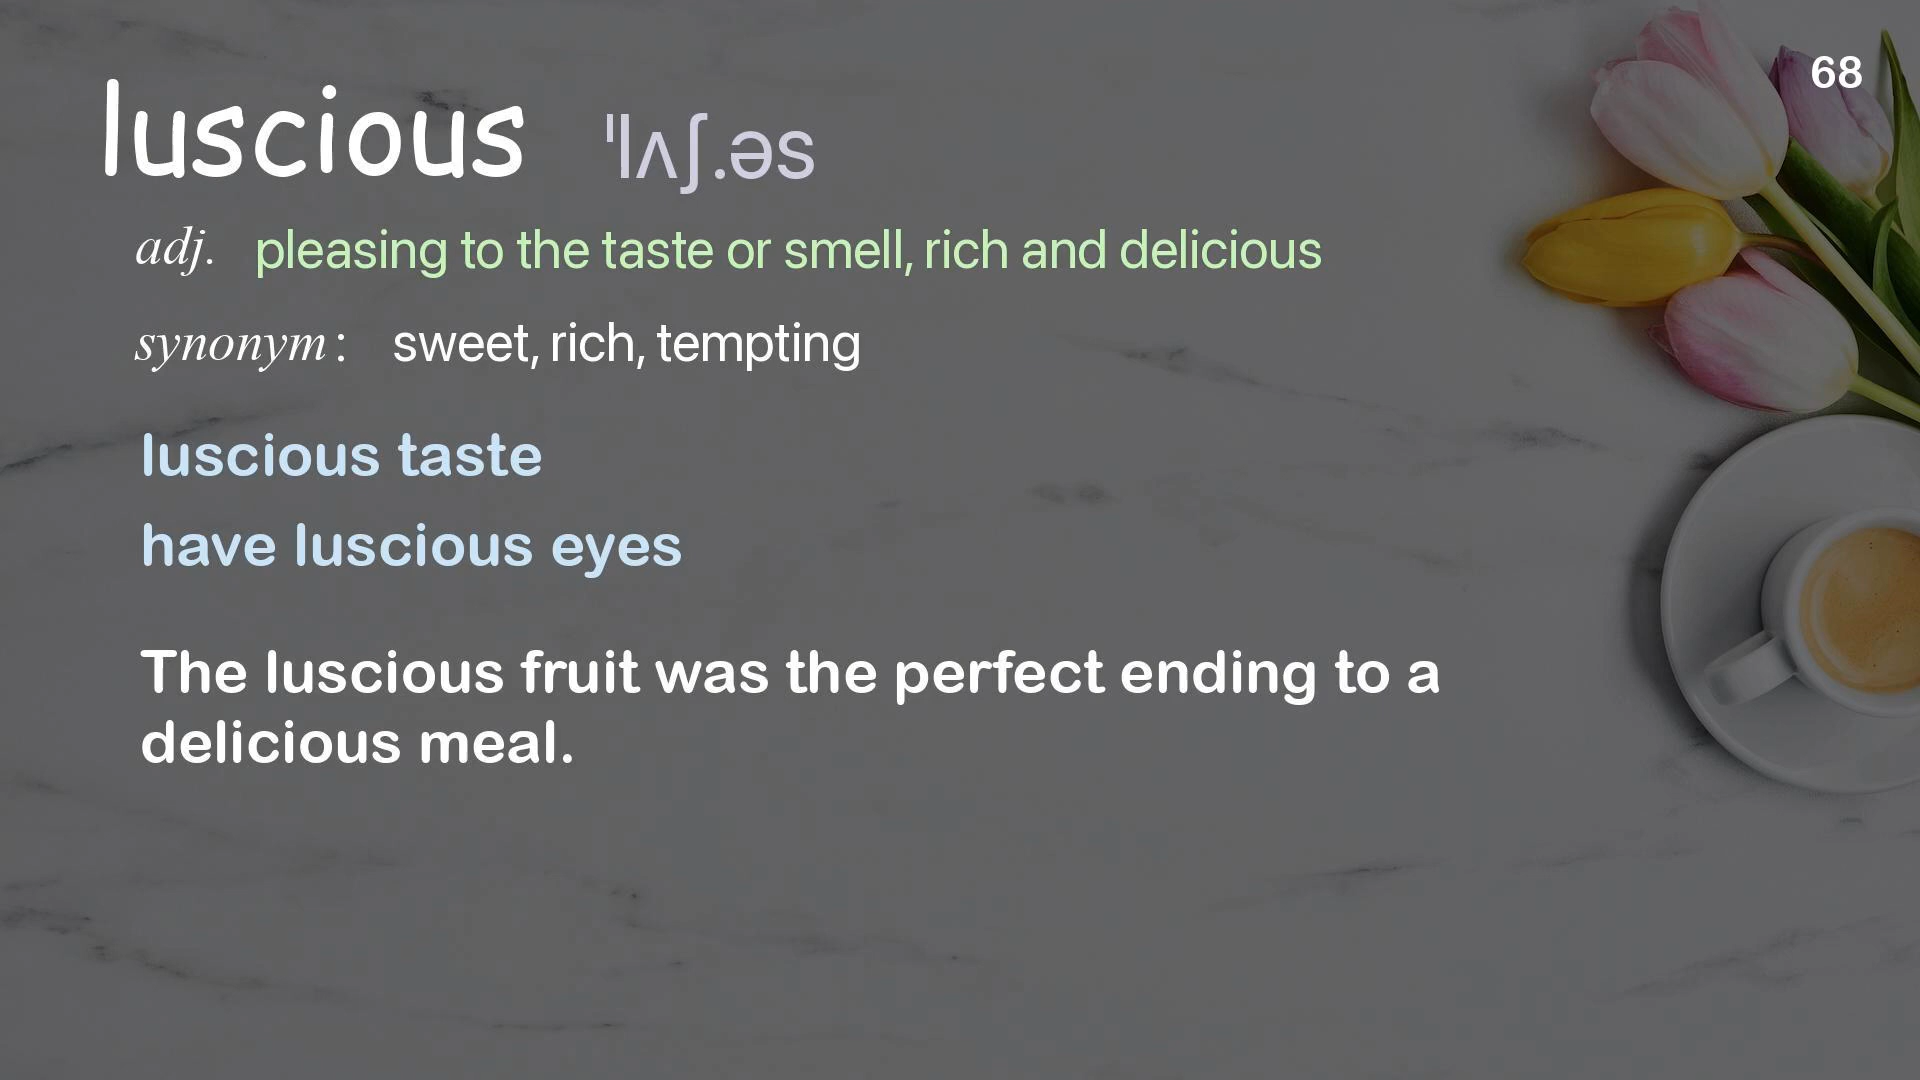 68
luscious ˈlʌʃ.əs
adj. pleasing to the taste or smell, rich and delicious
synonym : sweet, rich, tempting
luscious taste
have luscious eyes
The luscious fruit was the perfect ending to a
delicious meal.